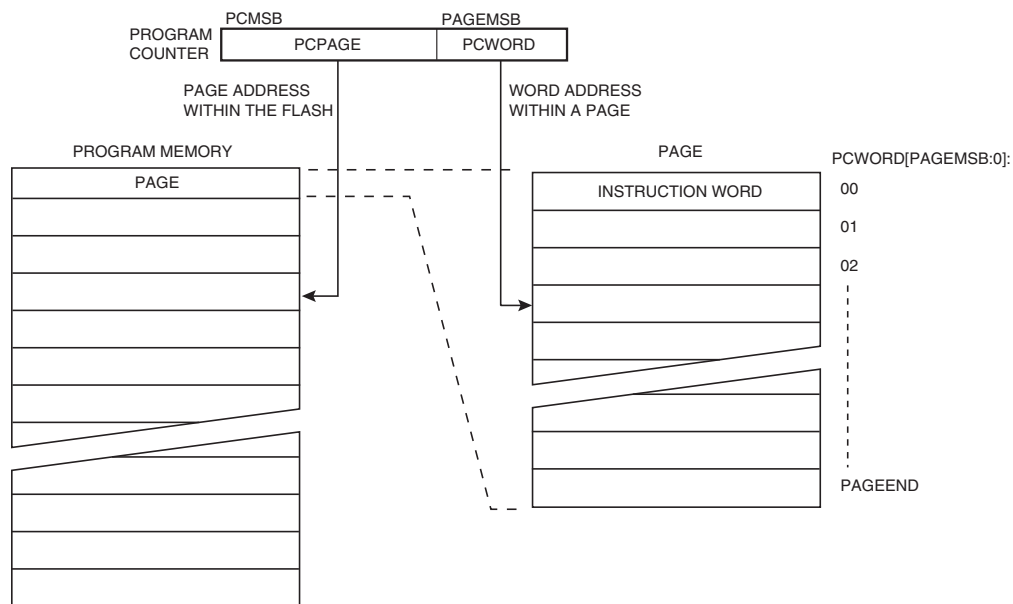 PCMSB
PAGEMSB
PROGRAM
COUNTER
PCPAGE
PCWORD
PAGE ADDRESS
WITHIN THE FLASH
WORD ADDRESS
WITHIN A PAGE
PROGRAM MEMORY
PAGE
PAGE
PCWORD[PAGEMSB:0]:
INSTRUCTION WORD
00
01
02
PAGEEND